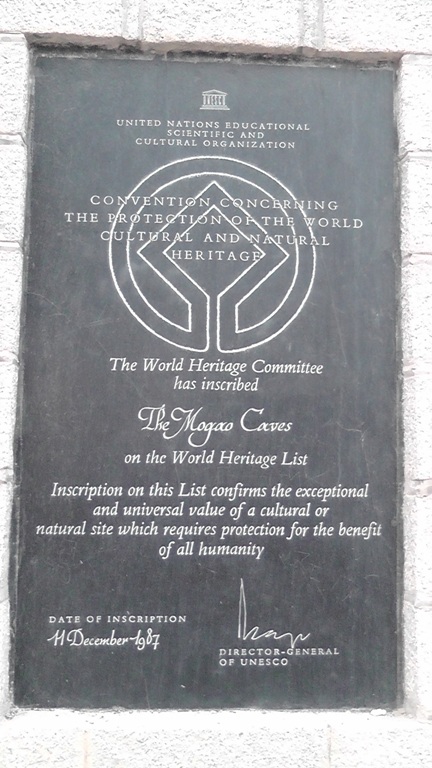 UNESCO
UNITED NATIONS EDUCATIONAL
SCIENTIFIC AND
CULTURAL ORGANIZATION
CONVENTION CONCERNING
THE PROTECTION OF THE WORLD
CULTURAL AND NATURAL
HERITAGE
The World Heritage Committee
has inscribed
The Mogao Caves
on the World Heritage List
Inscription on this List confirms the exceptional
and universal value of a cultural or
natural site which requires protection for the benefit
of all humanity
DATE OF INSCRIPTION
11 December 1987
DIRECTOR-GENERAL
OF UNESCO